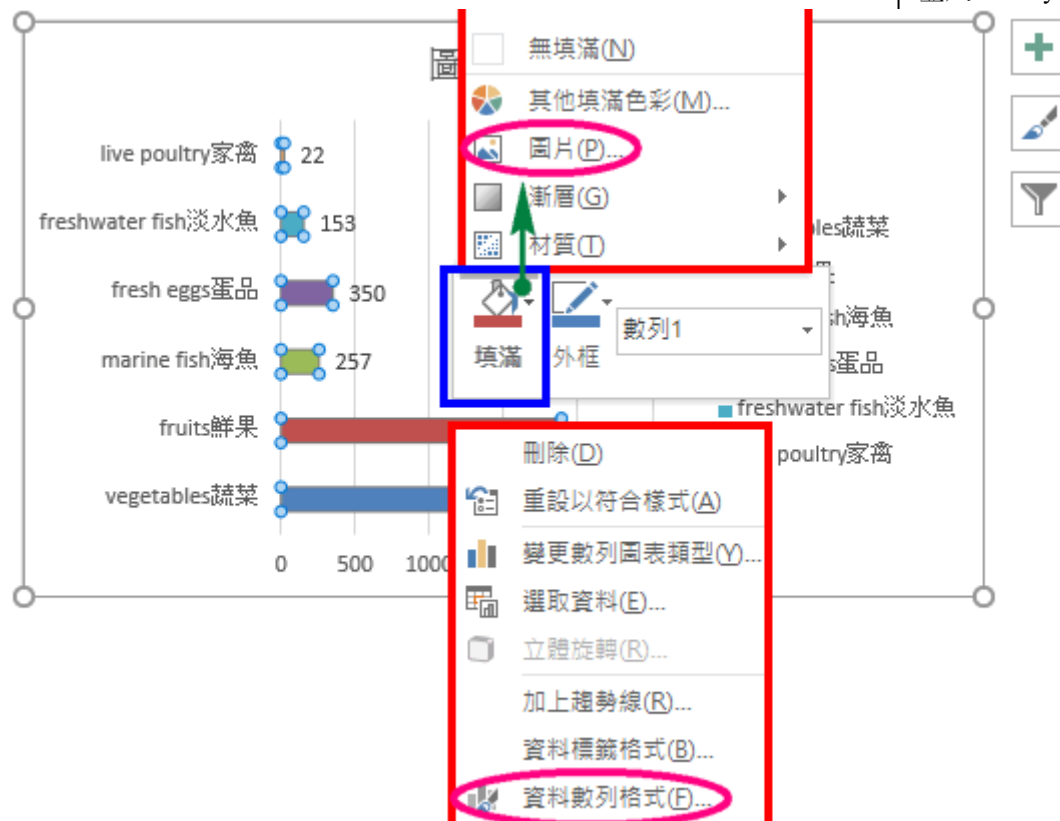 圖
無填滿(N)
其他填滿色彩(M)...
圖片(P)...
漸層(G)
材質(T)
live poultry家禽
22
freshwater fish淡水魚
153
fresh eggs蛋品
350
marine fish海魚
257
fruits鮮果
vegetables蔬菜
0
500
1000
les蔬菜
sh海魚
蛋品
freshwater fish淡水魚
poultry家禽
填滿
外框
數列1
刪除(D)
重設以符合樣式(A)
變更數列圖表類型(Y)...
選取資料(E)...
立體旋轉(R)...
加上趨勢線(R)...
資料標籤格式(B)...
資料數列格式(F)...